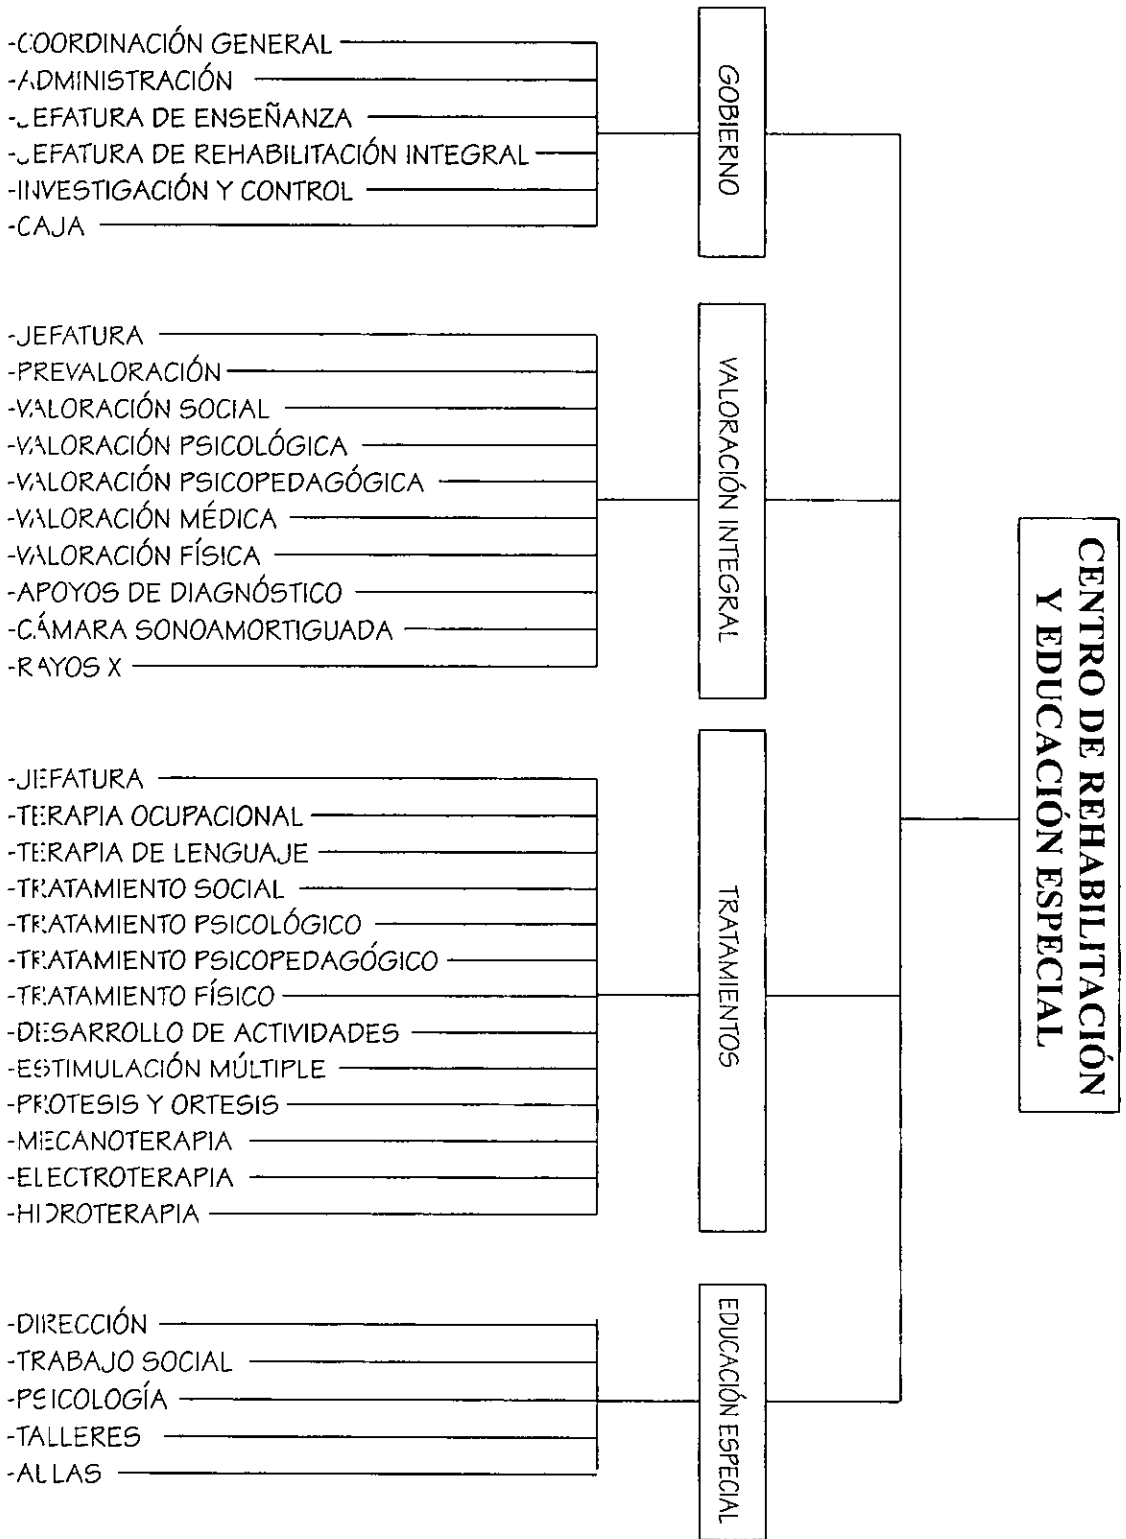 CENTRO DE REHABILITACIÓN
Y EDUCACIÓN ESPECIAL
GOBIERNO
-COORDINACIÓN GENERAL
-ADMINISTRACIÓN
-JEFATURA DE ENSEÑANZA
-JEFATURA DE REHABILITACIÓN INTEGRAL
-INVESTIGACIÓN Y CONTROL
-CAJA
VALORACIÓN INTEGRAL
-JEFATURA
-PREVALORACIÓN
-VALORACIÓN SOCIAL
-VALORACIÓN PSICOLÓGICA
-VALORACIÓN PSICOPEDAGÓGICA
-VALORACIÓN MÉDICA
-VALORACIÓN FÍSICA
-APOYOS DE DIAGNÓSTICO
-CÁMARA SONOAMORTIGUADA
-RAYOS X
TRATAMIENTOS
-JEFATURA
-TERAPIA OCUPACIONAL
-TERAPIA DE LENGUAJE
-TRATAMIENTO SOCIAL
-TRATAMIENTO PSICOLÓGICO
-TRATAMIENTO PSICOPEDAGÓGICO
-TRATAMIENTO FÍSICO
-DESARROLLO DE ACTIVIDADES
-ESTIMULACIÓN MÚLTIPLE
-PROTESIS Y ORTESIS
-MECANOTERAPIA
-ELECTROTERAPIA
-HIDROTERAPIA
EDUCACIÓN ESPECIAL
-DIRECCIÓN
-TRABAJO SOCIAL
-PSICOLOGÍA
-TALLERES
-AULAS